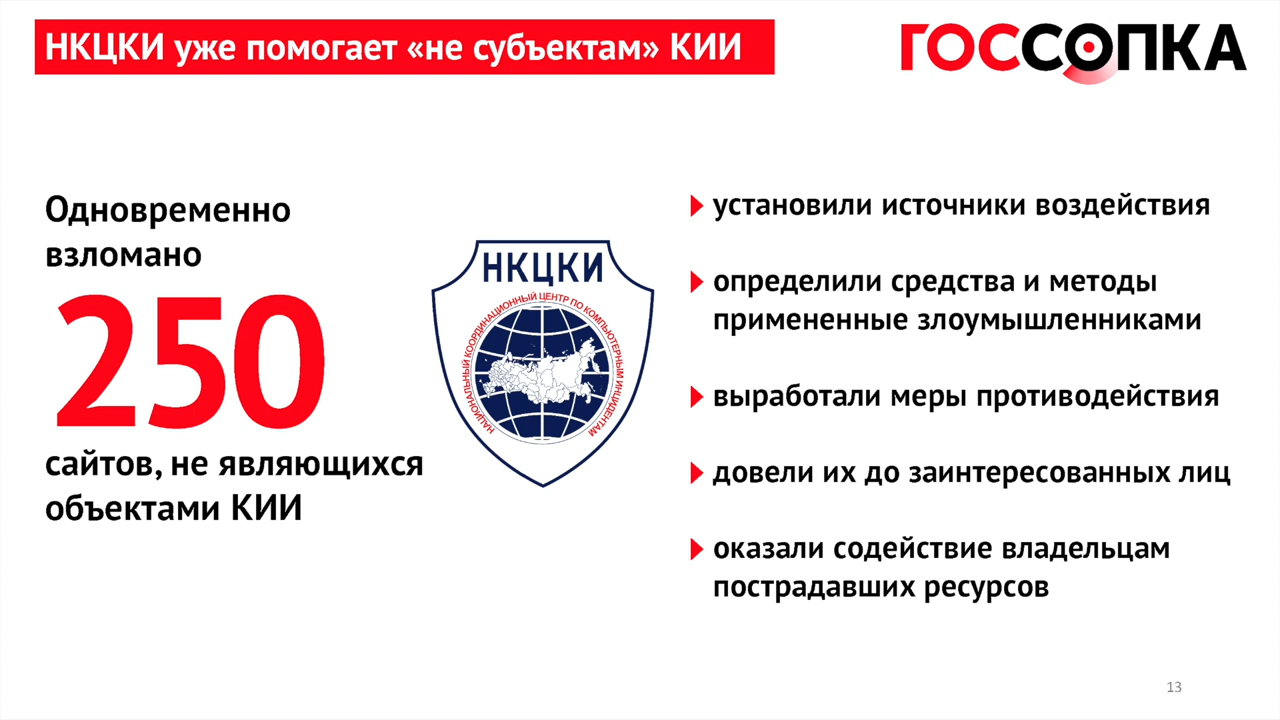 НКЦКИ уже помогает «не субъектам» КИИ
ГОССОПКА
Одновременно
взломано
250
сайтов, не являющихся
объектами КИИ
НКЦКИ
НАЦИОНАЛЬНЫЙ КООРДИНАЦИОННЫЙ ЦЕНТР ПО КОМПЬЮТЕРНЫМ ИНЦИДЕНТАМ
установили источники воздействия
определили средства и методы
примененные злоумышленниками
выработали меры противодействия
довели их до заинтересованных лиц
оказали содействие владельцам
пострадавших ресурсов
13